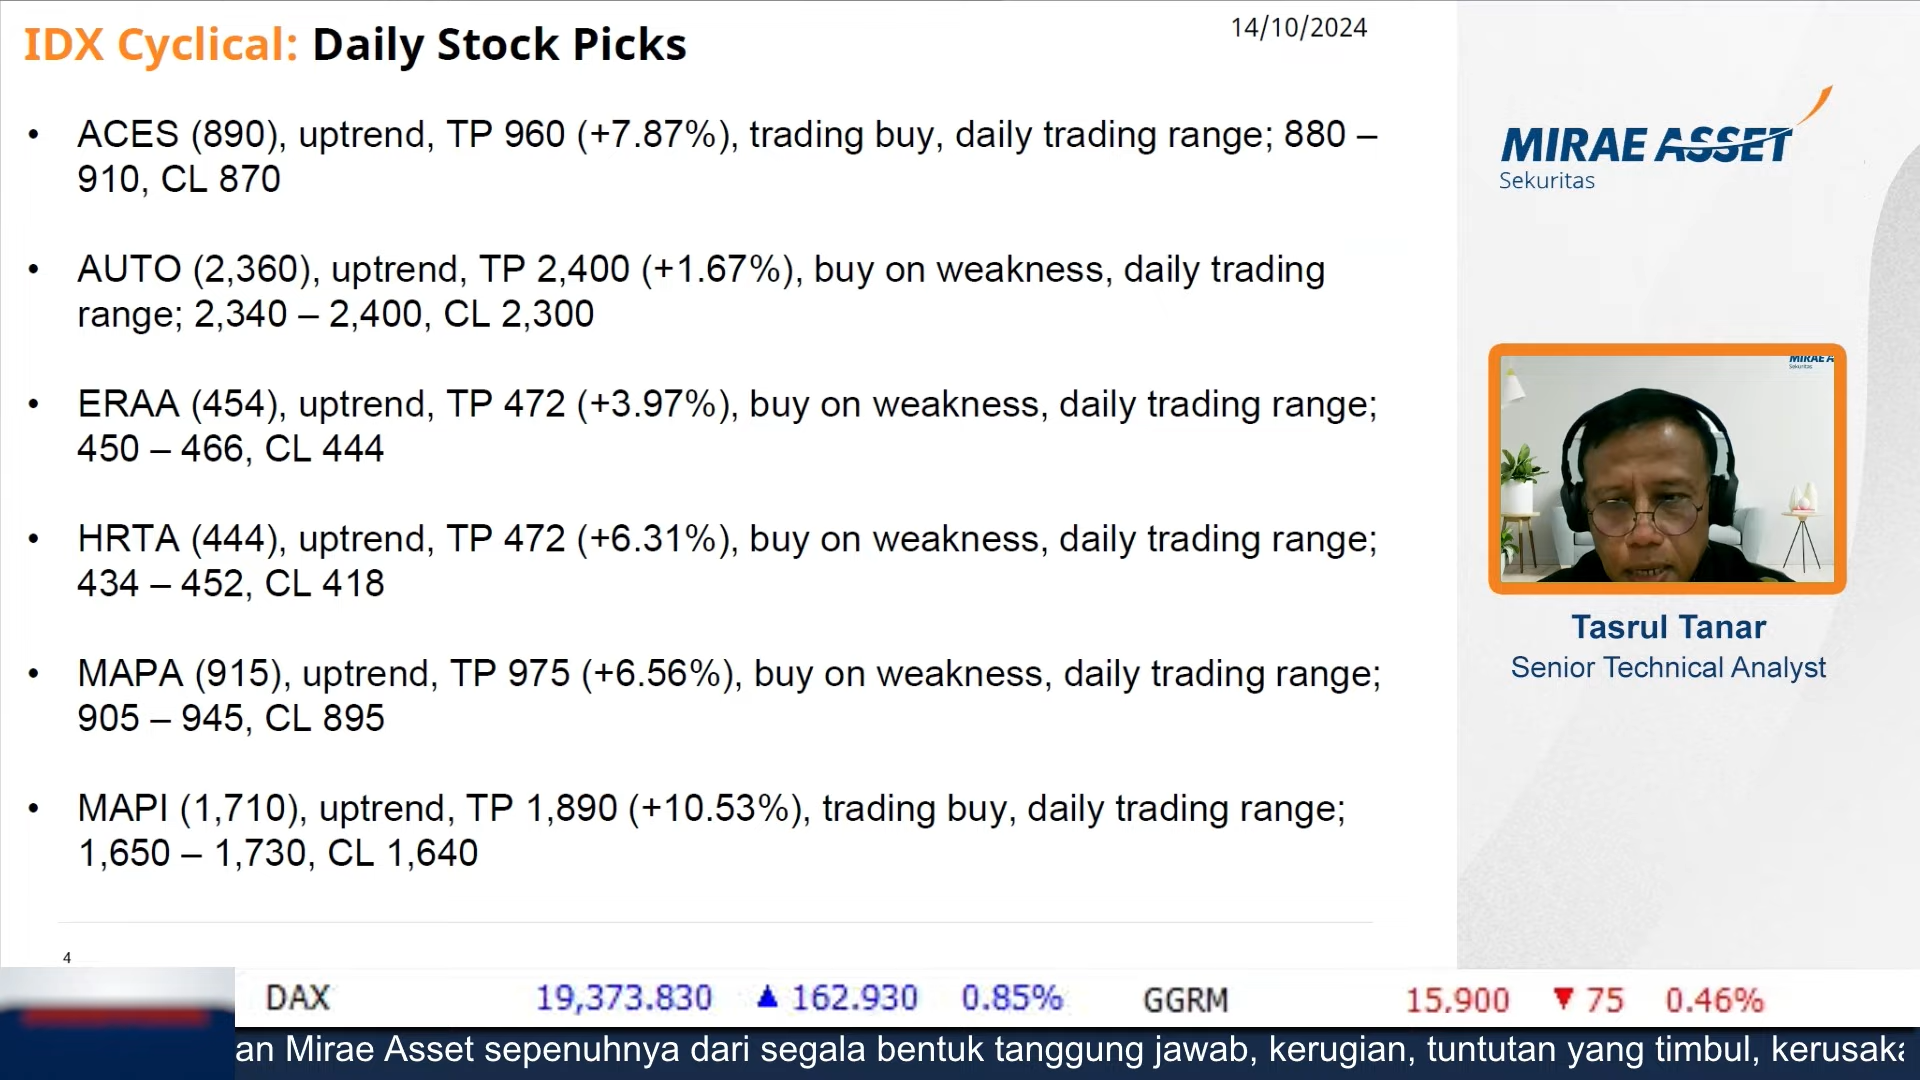 IDX Cyclical: Daily Stock Picks
14/10/2024
• ACES (890), uptrend, TP 960 (+7.87%), trading buy, daily trading range; 880 –
910, CL 870
• AUTO (2,360), uptrend, TP 2,400 (+1.67%), buy on weakness, daily trading
range; 2,340 – 2,400, CL 2,300
• ERAA (454), uptrend, TP 472 (+3.97%), buy on weakness, daily trading range;
450 – 466, CL 444
• HRTA (444), uptrend, TP 472 (+6.31%), buy on weakness, daily trading range;
434 – 452, CL 418
• MAPA (915), uptrend, TP 975 (+6.56%), buy on weakness, daily trading range;
905 – 945, CL 895
• MAPI (1,710), uptrend, TP 1,890 (+10.53%), trading buy, daily trading range;
1,650 – 1,730, CL 1,640
4
MIRAE ASSET
Sekuritas
MIRAE A
Sekuritas
Tasrul Tanar
Senior Technical Analyst
DAX 19,373.830 ▲ 162.930 0.85% GGRM 15,900 ▼ 75 0.46%
an Mirae Asset sepenuhnya dari segala bentuk tanggung jawab, kerugian, tuntutan yang timbul, kerusaka